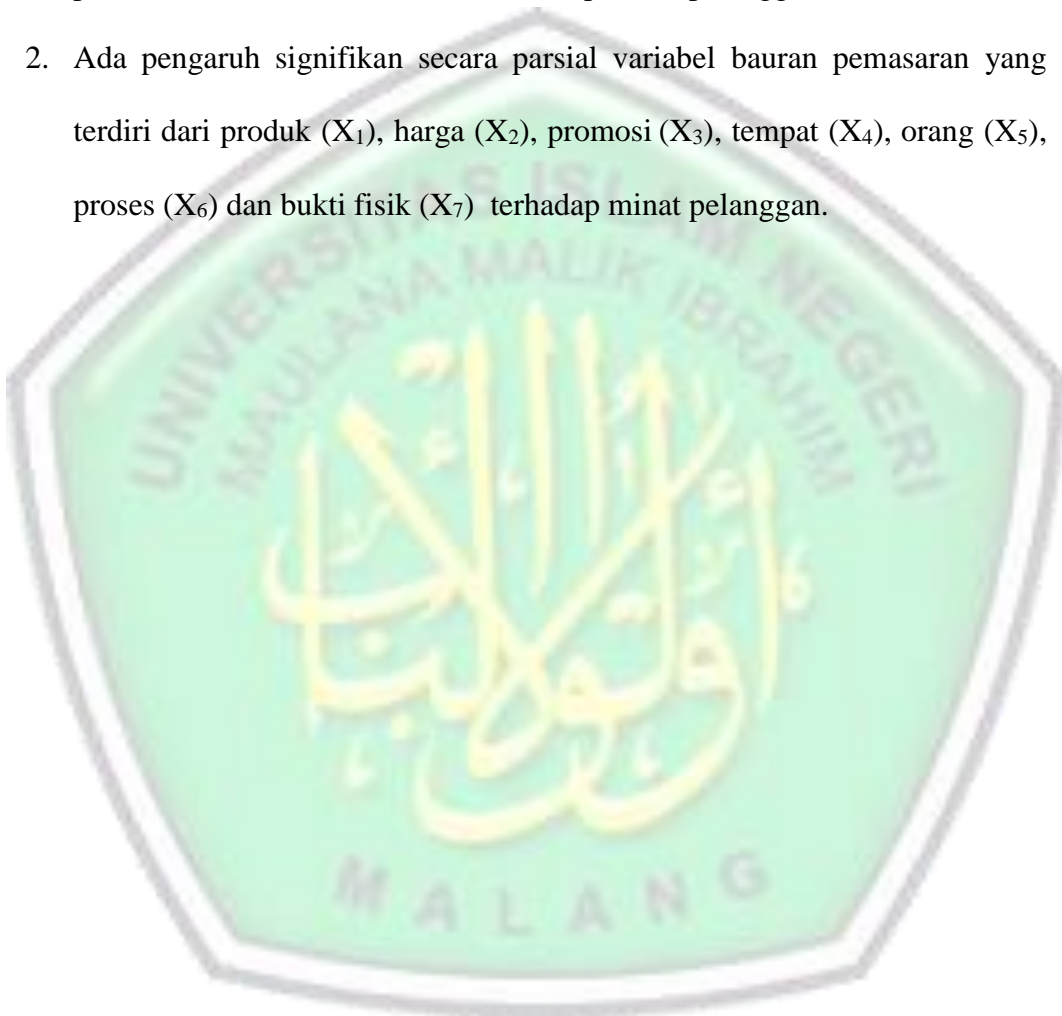 2. Ada pengaruh signifikan secara parsial variabel bauran pemasaran yang
terdiri dari produk (X₁), harga (X₂), promosi (X₃), tempat (X₄), orang (X₅),
proses (X₆) dan bukti fisik (X₇) terhadap minat pelanggan.
UNIVERSITAS ISLAM NEGERI
MAULANA MALIK IBRAHIM
MALANG